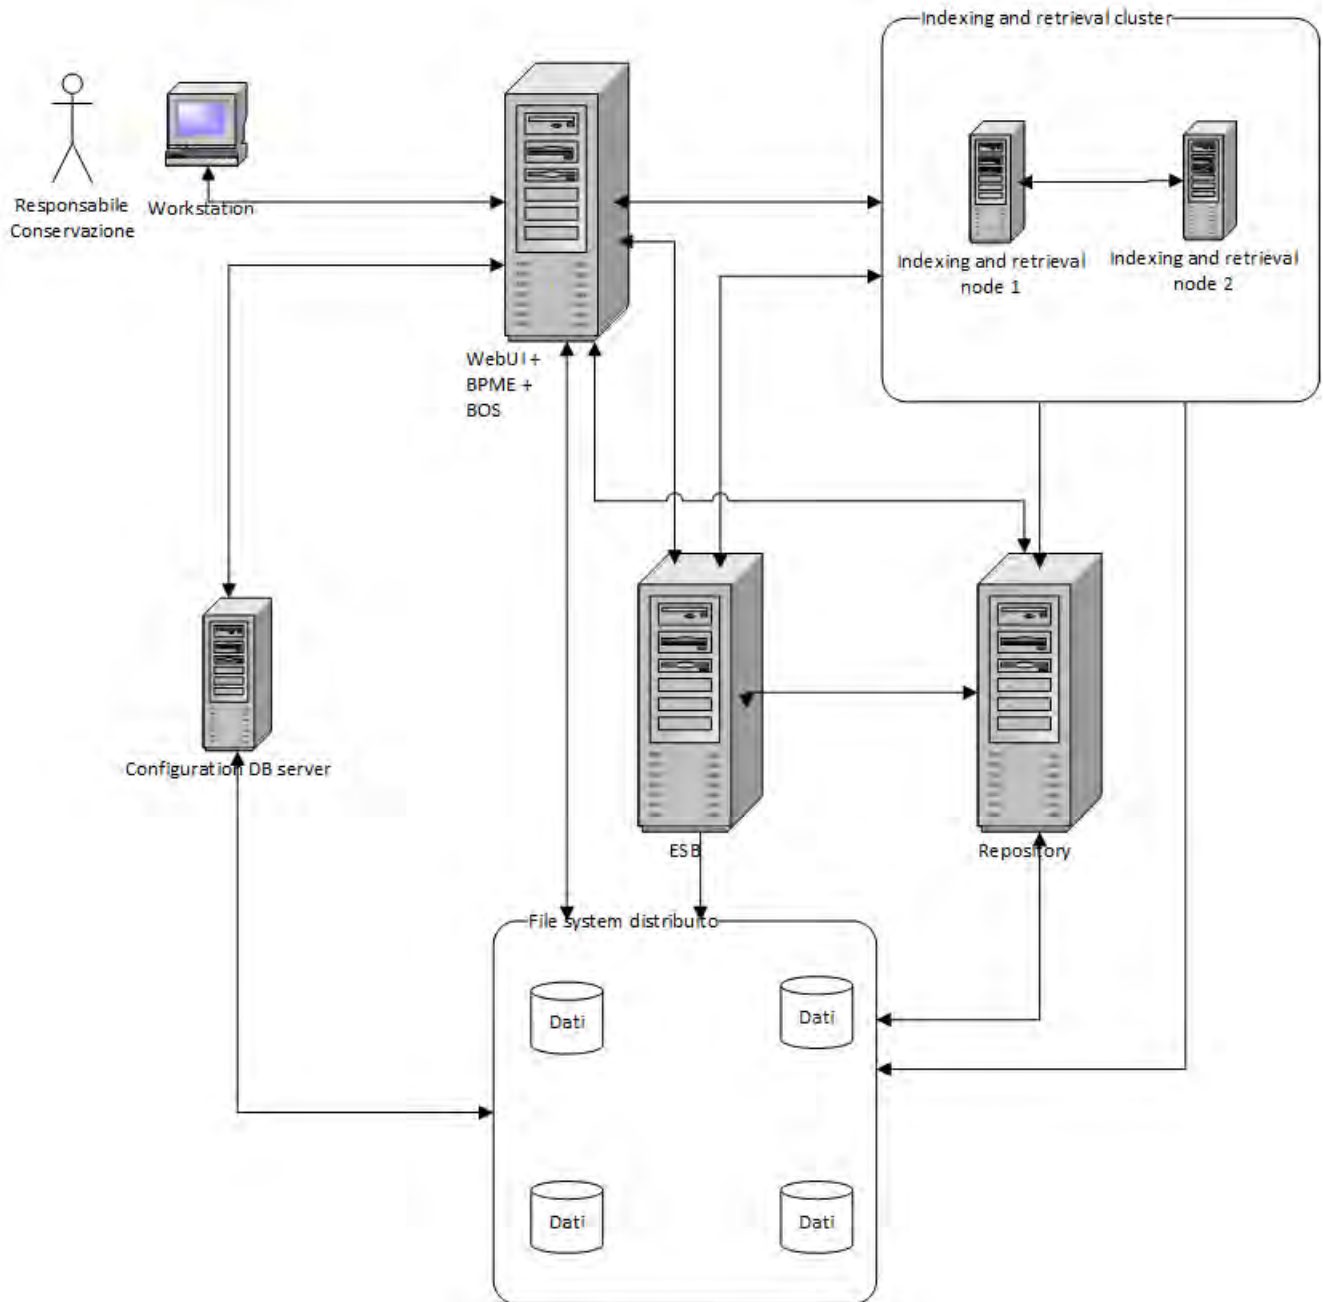 Indexing and retrieval cluster
Responsabile
Conservazione
Workstation
Indexing and retrieval
node 1
Indexing and retrieval
node 2
WebUI +
BPME +
BOS
Configuration DB server
ESB
Repository
File system distribuito
Dati
Dati
Dati
Dati